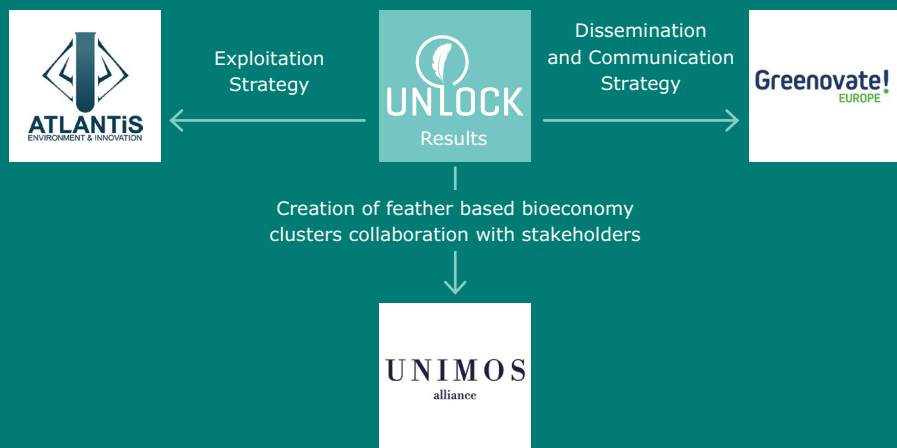 ATLANTiS
ENVIRONMENT & INNOVATION
Exploitation
Strategy
UNLOCK
Results
Dissemination
and Communication
Strategy
Greenovate!
EUROPE
Creation of feather based bioeconomy
clusters collaboration with stakeholders
UNIMOS
alliance